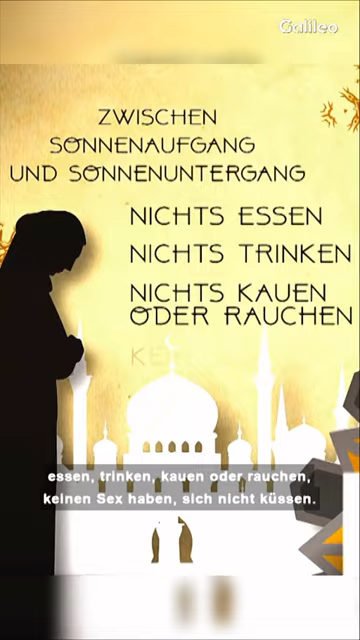 Galileo
ZWISCHEN
SONNENAUFGANG
UND SONNENUNTERGANG
NICHTS ESSEN
NICHTS TRINKEN
NICHTS KAUEN
ODER RAUCHEN
essen, trinken, kauen oder rauchen,
keinen Sex haben, sich nicht küssen.